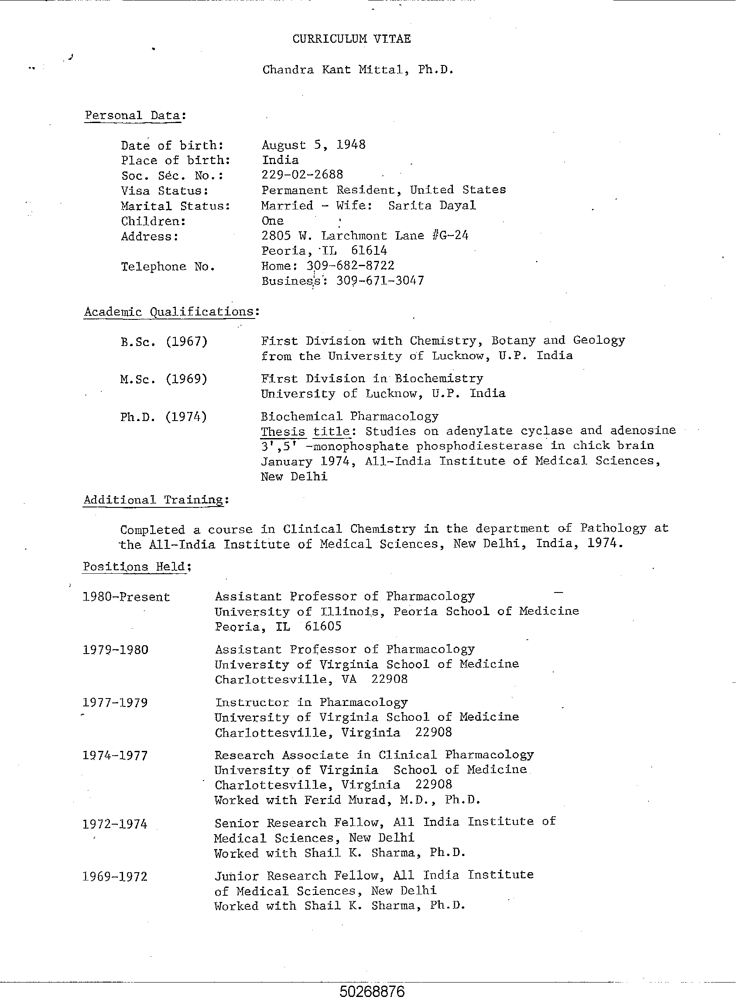 CURRICULUM VITAE
Chandra Kant Mittal, Ph.D.
Personal Data:
Date of birth: August 5, 1948
Place of birth: India
Soc. Sec. No.: 229-02-2688
Visa Status: Permanent Resident, United States
Marital Status: Married - Wife: Sarita Dayal
Children: One
Address: 2805 W. Larchmont Lane #G-24
Peoria, IL 61614
Telephone No. Home: 309-682-8722
Business: 309-671-3047
Academic Qualifications:
B.Sc. (1967) First Division with Chemistry, Botany and Geology
from the University of Lucknow, U.P. India
M.Sc. (1969) First Division in Biochemistry
University of Lucknow, U.P. India
Ph.D. (1974) Biochemical Pharmacology
Thesis title: Studies on adenylate cyclase and adenosine
3',5' -monophosphate phosphodiesterase in chick brain
January 1974, All-India Institute of Medical Sciences,
New Delhi
Additional Training:
Completed a course in Clinical Chemistry in the department of Pathology at
the All-India Institute of Medical Sciences, New Delhi, India, 1974.
Positions Held:
1980-Present Assistant Professor of Pharmacology
University of Illinois, Peoria School of Medicine
Peoria, IL 61605
1979-1980 Assistant Professor of Pharmacology
University of Virginia School of Medicine
Charlottesville, VA 22908
1977-1979 Instructor in Pharmacology
University of Virginia School of Medicine
Charlottesville, Virginia 22908
1974-1977 Research Associate in Clinical Pharmacology
University of Virginia School of Medicine
Charlottesville, Virginia 22908
Worked with Ferid Murad, M.D., Ph.D.
1972-1974 Senior Research Fellow, All India Institute of
Medical Sciences, New Delhi
Worked with Shail K. Sharma, Ph.D.
1969-1972 Junior Research Fellow, All India Institute
of Medical Sciences, New Delhi
Worked with Shail K. Sharma, Ph.D.
50268876